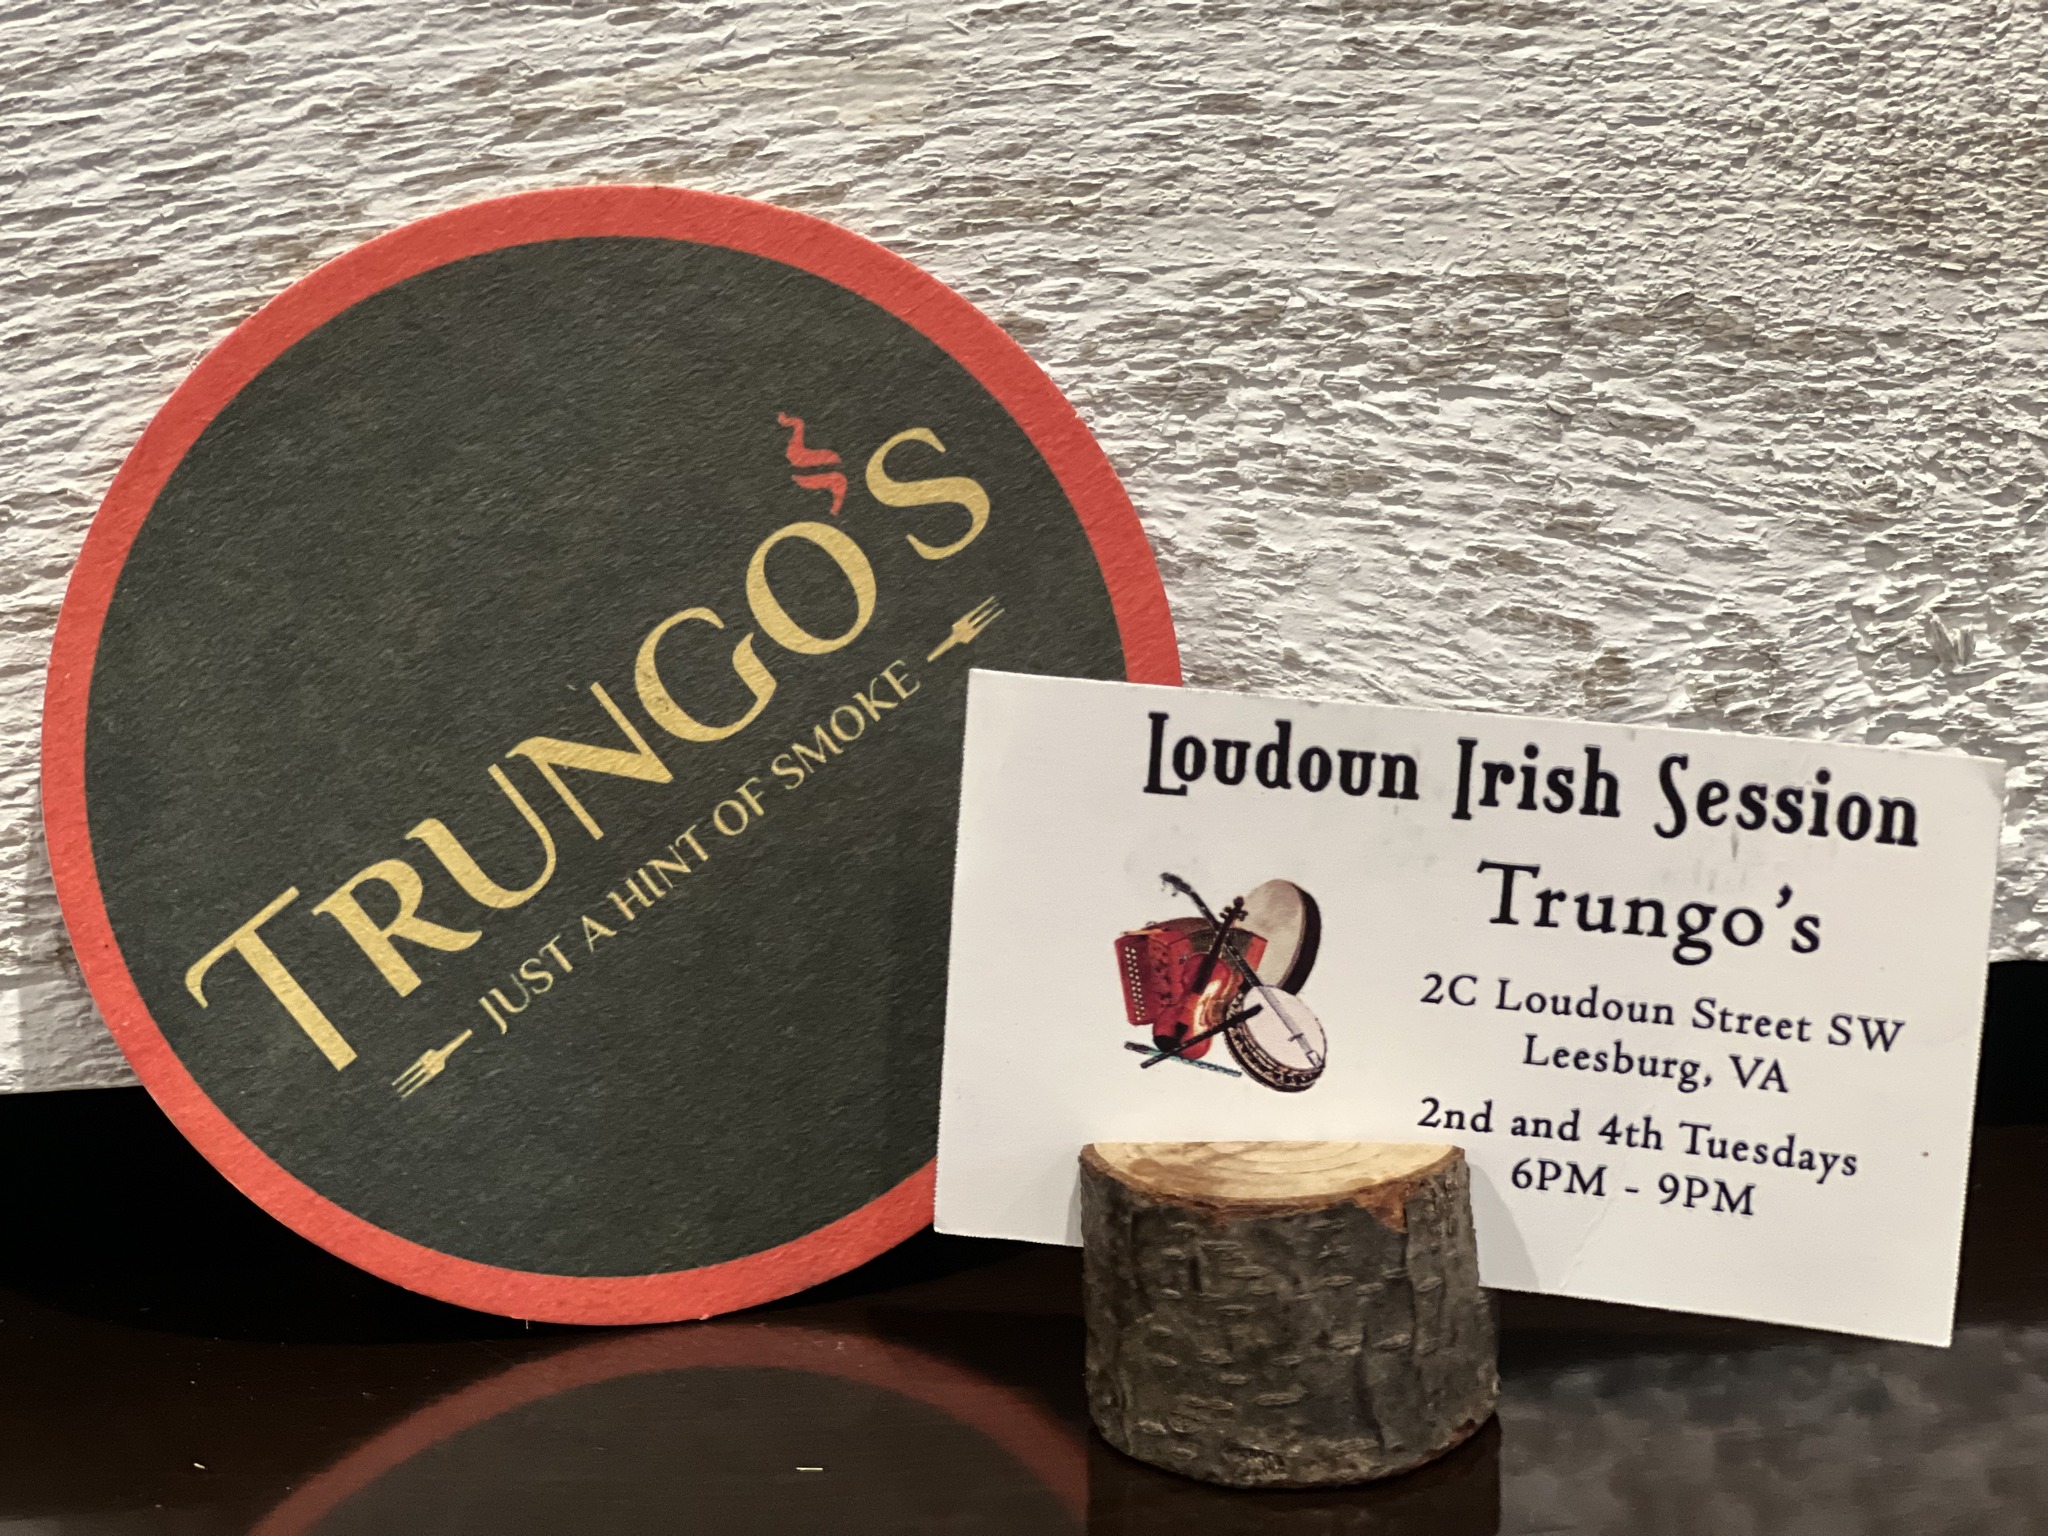 TRUNGO'S
JUST A HINT OF SMOKE
Loudoun Irish Session
Trungo's
2C Loudoun Street SW
Leesburg, VA
2nd and 4th Tuesdays
6PM - 9PM